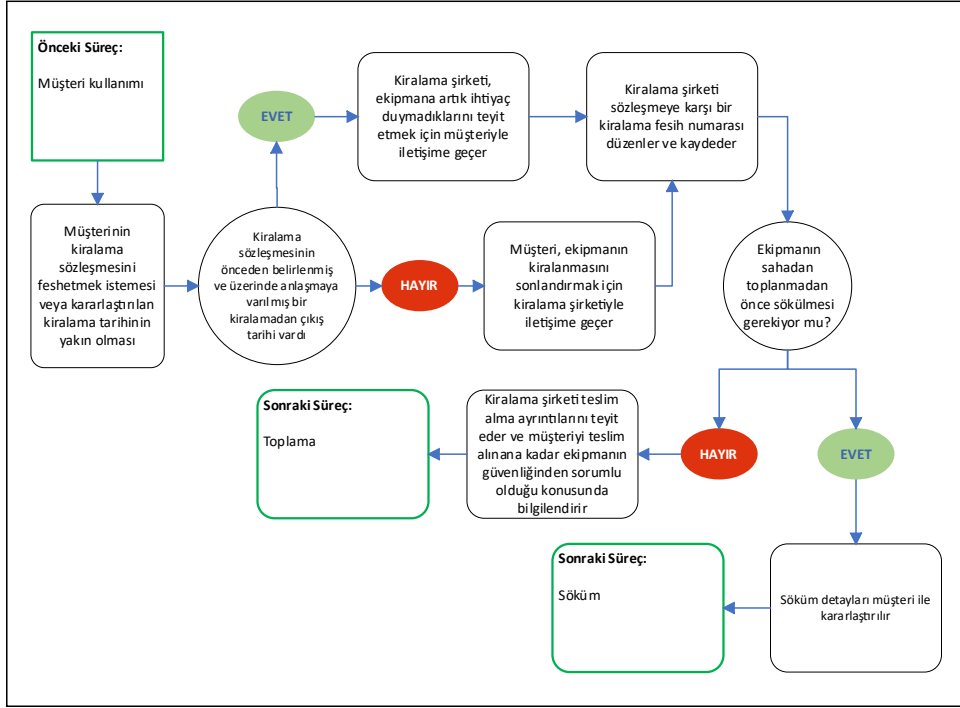 Önceki Süreç:
Müşteri kullanımı
Müşterinin
kiralama
sözleşmesini
feshetmek istemesi
veya kararlaştırılan
kiralama tarihinin
yakın olması
Kiralama
sözleşmesinin
önceden belirlenmiş
ve üzerinde anlaşmaya
varılmış bir
kiralamadan çıkış
tarihi vardı
EVET
Kiralama şirketi,
ekipmana artık ihtiyaç
duymadıklarını teyit
etmek için müşteriyle
iletişime geçer
HAYIR
Müşteri, ekipmanın
kiralanmasını
sonlandırmak için
kiralama şirketiyle
iletişime geçer
Kiralama şirketi
sözleşmeye karşı bir
kiralama fesih numarası
düzenler ve kaydeder
Ekipmanın
sahadan
toplanmadan
önce sökülmesi
gerekiyor mu?
HAYIR
Kiralama şirketi teslim
alma ayrıntılarını teyit
eder ve müşteriyi teslim
alınana kadar ekipmanın
güvenliğinden sorumlu
olduğu konusunda
bilgilendirir
Sonraki Süreç:
Toplama
EVET
Söküm detayları müşteri ile
kararlaştırılır
Sonraki Süreç:
Söküm